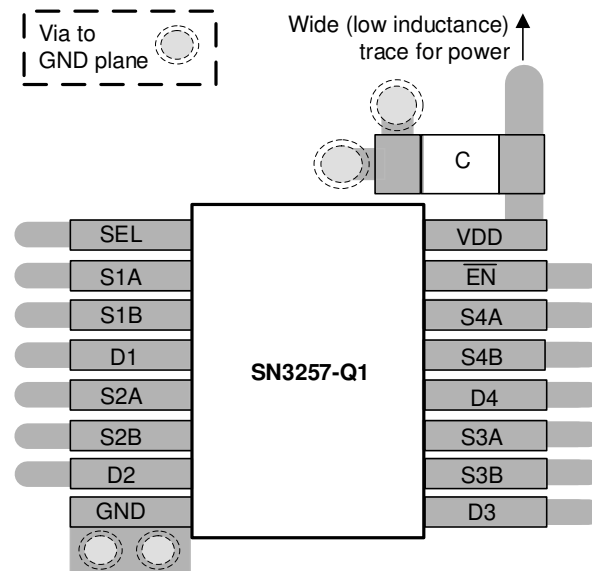 Via to
GND plane
Wide (low inductance)
trace for power
C
SEL
S1A
S1B
D1
S2A
S2B
D2
GND
SN3257-Q1
VDD
EN
S4A
S4B
D4
S3A
S3B
D3